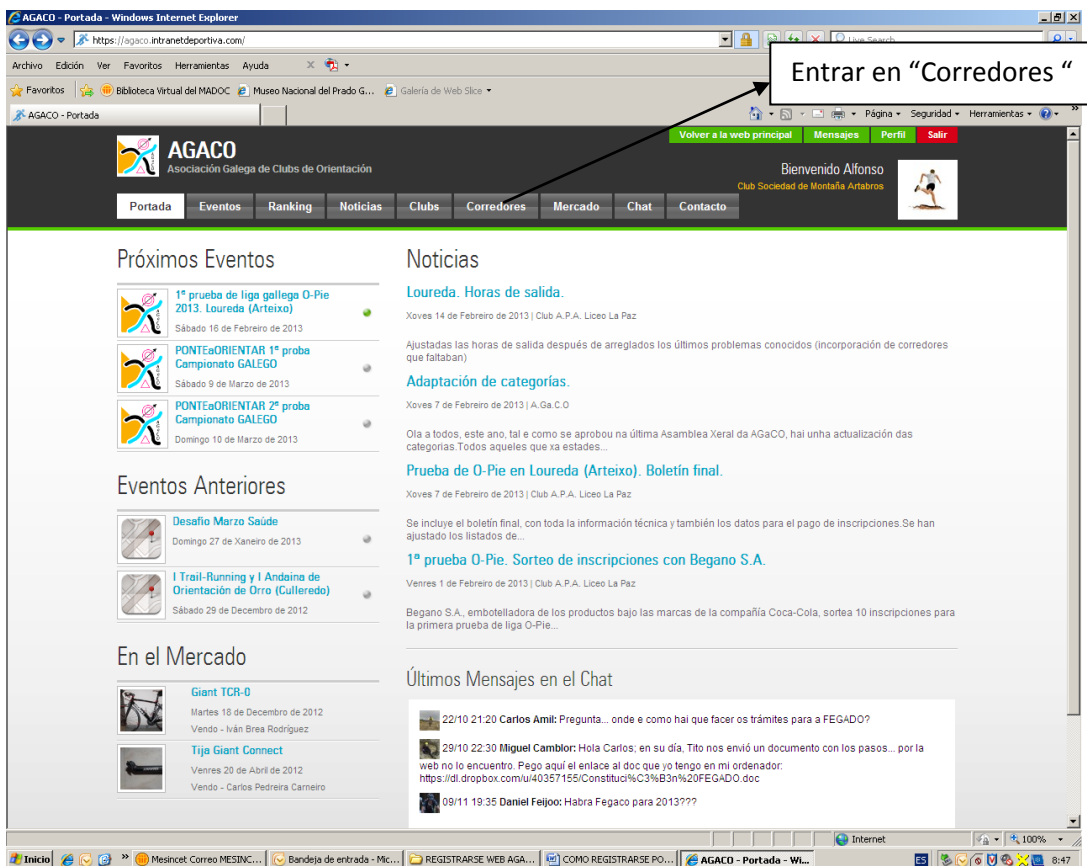 AGACO - Portada - Windows Internet Explorer
https://agaco.intranetdeportiva.com/
Live Search
Archivo Edición Ver Favoritos Herramientas Ayuda
Entrar en “Corredores “
Favoritos Biblioteca Virtual del MADOC Museo Nacional del Prado G... Galería de Web Slice
AGACO - Portada
Página Seguridad Herramientas
Volver a la web principal Mensajes Perfil Salir
AGACO
Asociación Galega de Clubs de Orientación
Bienvenido Alfonso
Club Sociedad de Montaña Artabros
Portada Eventos Ranking Noticias Clubs Corredores Mercado Chat Contacto
Próximos Eventos
1ª prueba de liga gallega O-Pie
2013. Loureda (Arteixo)
Sábado 16 de Febreiro de 2013
PONTEaORIENTAR 1ª proba
Campionato GALEGO
Sábado 9 de Marzo de 2013
PONTEaORIENTAR 2ª proba
Campionato GALEGO
Domingo 10 de Marzo de 2013
Eventos Anteriores
Desafío Marzo Saúde
Domingo 27 de Xaneiro de 2013
I Trail-Running y I Andaina de
Orientación de Orro (Culleredo)
Sábado 29 de Decembro de 2012
En el Mercado
Giant TCR-0
Martes 18 de Decembro de 2012
Vendo - Iván Brea Rodríguez
Tija Giant Connect
Venres 20 de Abril de 2012
Vendo - Carlos Pedreira Carneiro
Noticias
Loureda. Horas de salida.
Xoves 14 de Febreiro de 2013 | Club A.P.A. Liceo La Paz
Ajustadas las horas de salida después de arreglados los últimos problemas conocidos (incorporación de corredores
que faltaban)
Adaptación de categorías.
Xoves 7 de Febreiro de 2013 | A.Ga.C.O
Ola a todos, este ano, tal e como se aprobou na última Asamblea Xeral da AGaCO, hai unha actualización das
categorias.Todos aqueles que xa estades...
Prueba de O-Pie en Loureda (Arteixo). Boletín final.
Xoves 7 de Febreiro de 2013 | Club A.P.A. Liceo La Paz
Se incluye el boletín final, con toda la información técnica y también los datos para el pago de inscripciones.Se han
ajustado los listados de...
1ª prueba O-Pie. Sorteo de inscripciones con Begano S.A.
Venres 1 de Febreiro de 2013 | Club A.P.A. Liceo La Paz
Begano S.A., embotelladora de los productos bajo las marcas de la compañía Coca-Cola, sortea 10 inscripciones para
la primera prueba de liga O-Pie...
Últimos Mensajes en el Chat
22/10 21:20 Carlos Amil: Pregunta... onde e como hai que facer os trámites para a FEGADO?
29/10 22:30 Miguel Camblor: Hola Carlos; en su día, Tito nos envió un documento con los pasos... por la
web no lo encuentro. Pego aquí el enlace al doc que yo tengo en mi ordenador:
https://dl.dropbox.com/u/40357155/Constituci%C3%B3n%20FEGADO.doc
09/11 19:35 Daniel Feijoo: Habra Fegaco para 2013???
Internet 100%
Inicio Mesincet Correo MESINC... Bandeja de entrada - Mic... REGISTRARSE WEB AGA... COMO REGISTRARSE PO... AGACO - Portada - Wi... ES 8:47